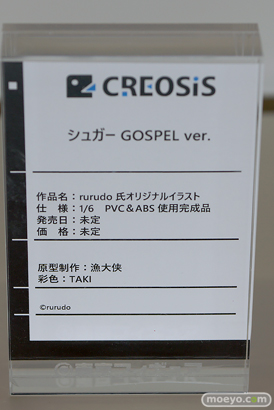 CREOSiS
シュガー GOSPEL ver.
作品名：rurudo 氏オリジナルイラスト
仕　様：1/6　PVC＆ABS 使用完成品
発売日：未定
価　格：未定
原型制作：漁大侠
彩色：TAKI
©rurudo
moeyo.com